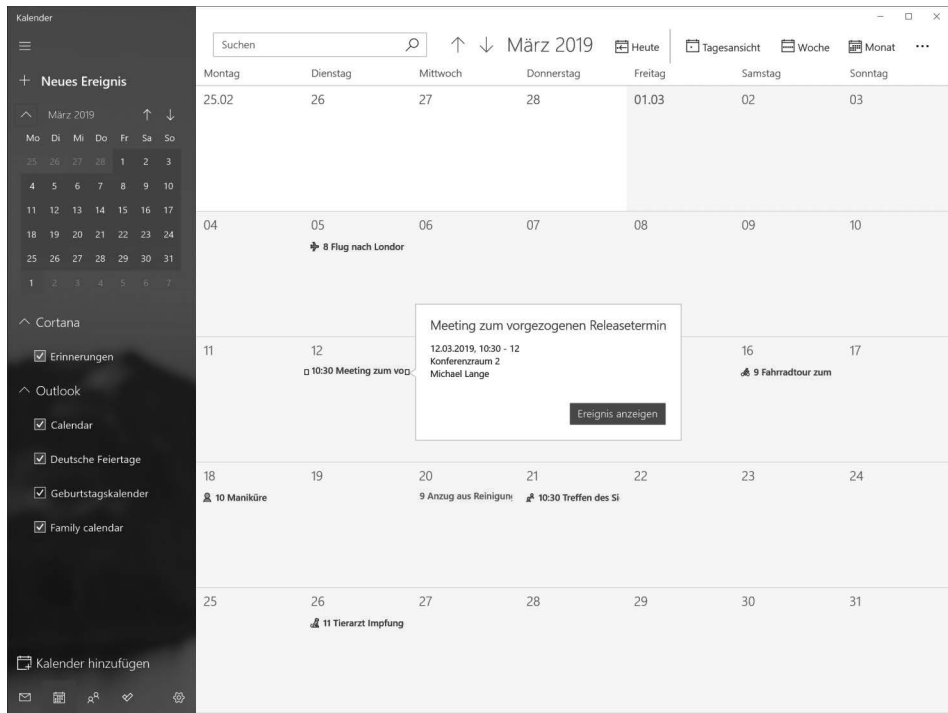 Kalender
Suchen
März 2019
Heute
Tagesansicht
Woche
Monat
Neues Ereignis
März 2019
Mo Di Mi Do Fr Sa So
25 26 27 28 1 2 3
4 5 6 7 8 9 10
11 12 13 14 15 16 17
18 19 20 21 22 23 24
25 26 27 28 29 30 31
1 2 3 4 5 6 7
Cortana
Erinnerungen
Outlook
Calendar
Deutsche Feiertage
Geburtstagskalender
Family calendar
Kalender hinzufügen
Montag Dienstag Mittwoch Donnerstag Freitag Samstag Sonntag
25.02 26 27 28 01.03 02 03
04 05 06 07 08 09 10
8 Flug nach London
11 12 16 17
10:30 Meeting zum vo
9 Fahrradtour zum
Meeting zum vorgezogenen Releasetermin
12.03.2019, 10:30 - 12
Konferenzraum 2
Michael Lange
Ereignis anzeigen
18 19 20 21 22 23 24
10 Maniküre
9 Anzug aus Reinigung
10:30 Treffen des Si
25 26 27 28 29 30 31
11 Tierarzt Impfung